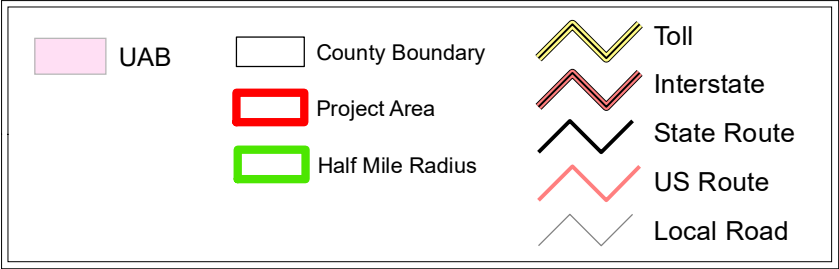 UAB
County Boundary
Project Area
Half Mile Radius
Toll
Interstate
State Route
US Route
Local Road